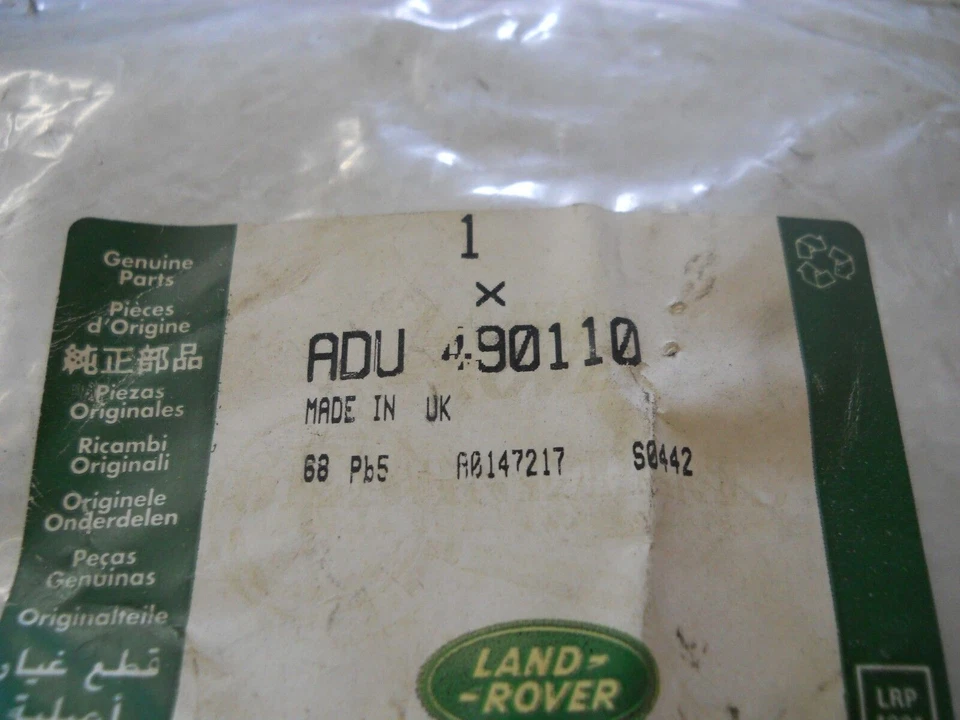 Genuine
Parts
Pièces
d'Origine
純正部品
Piezas
Originales
Ricambi
Originali
Originele
Onderdelen
Peças
Genuinas
Originalteile
قطع غيار
أصلية
1
×
ADU 490110
MADE IN UK
68 Pb5 A0147217 S0442
LAND-
-ROVER
LRP